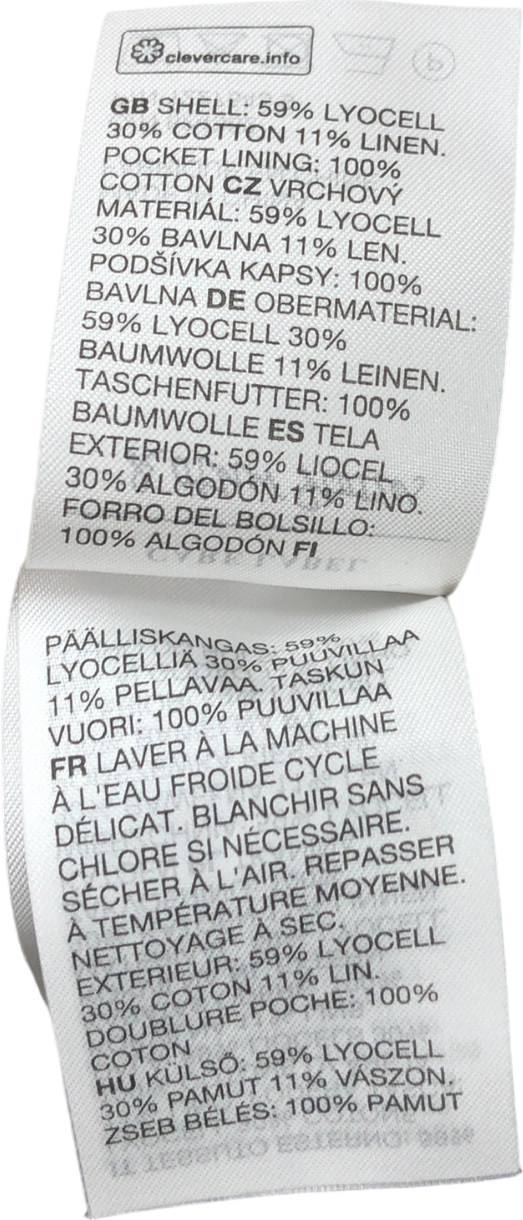 clevercare.info
GB SHELL: 59% LYOCELL
30% COTTON 11% LINEN.
POCKET LINING: 100%
COTTON CZ VRCHOVÝ
MATERIÁL: 59% LYOCELL
30% BAVLNA 11% LEN.
PODŠÍVKA KAPSY: 100%
BAVLNA DE OBERMATERIAL:
59% LYOCELL 30%
BAUMWOLLE 11% LEINEN.
TASCHENFUTTER: 100%
BAUMWOLLE ES TELA
EXTERIOR: 59% LIOCEL
30% ALGODÓN 11% LINO.
FORRO DEL BOLSILLO:
100% ALGODÓN FI
PÄÄLLISKANGAS: 59%
LYOCELLIÄ 30% PUUVILLAA
11% PELLAVAA. TASKUN
VUORI: 100% PUUVILLAA
FR LAVER À LA MACHINE
À L'EAU FROIDE CYCLE
DÉLICAT. BLANCHIR SANS
CHLORE SI NÉCESSAIRE.
SÉCHER À L'AIR. REPASSER
À TEMPÉRATURE MOYENNE.
NETTOYAGE À SEC.
EXTERIEUR: 59% LYOCELL
30% COTON 11% LIN.
DOUBLURE POCHE: 100%
COTON
HU KÜLSŐ: 59% LYOCELL
30% PAMUT 11% VÁSZON.
ZSEB BÉLÉS: 100% PAMUT